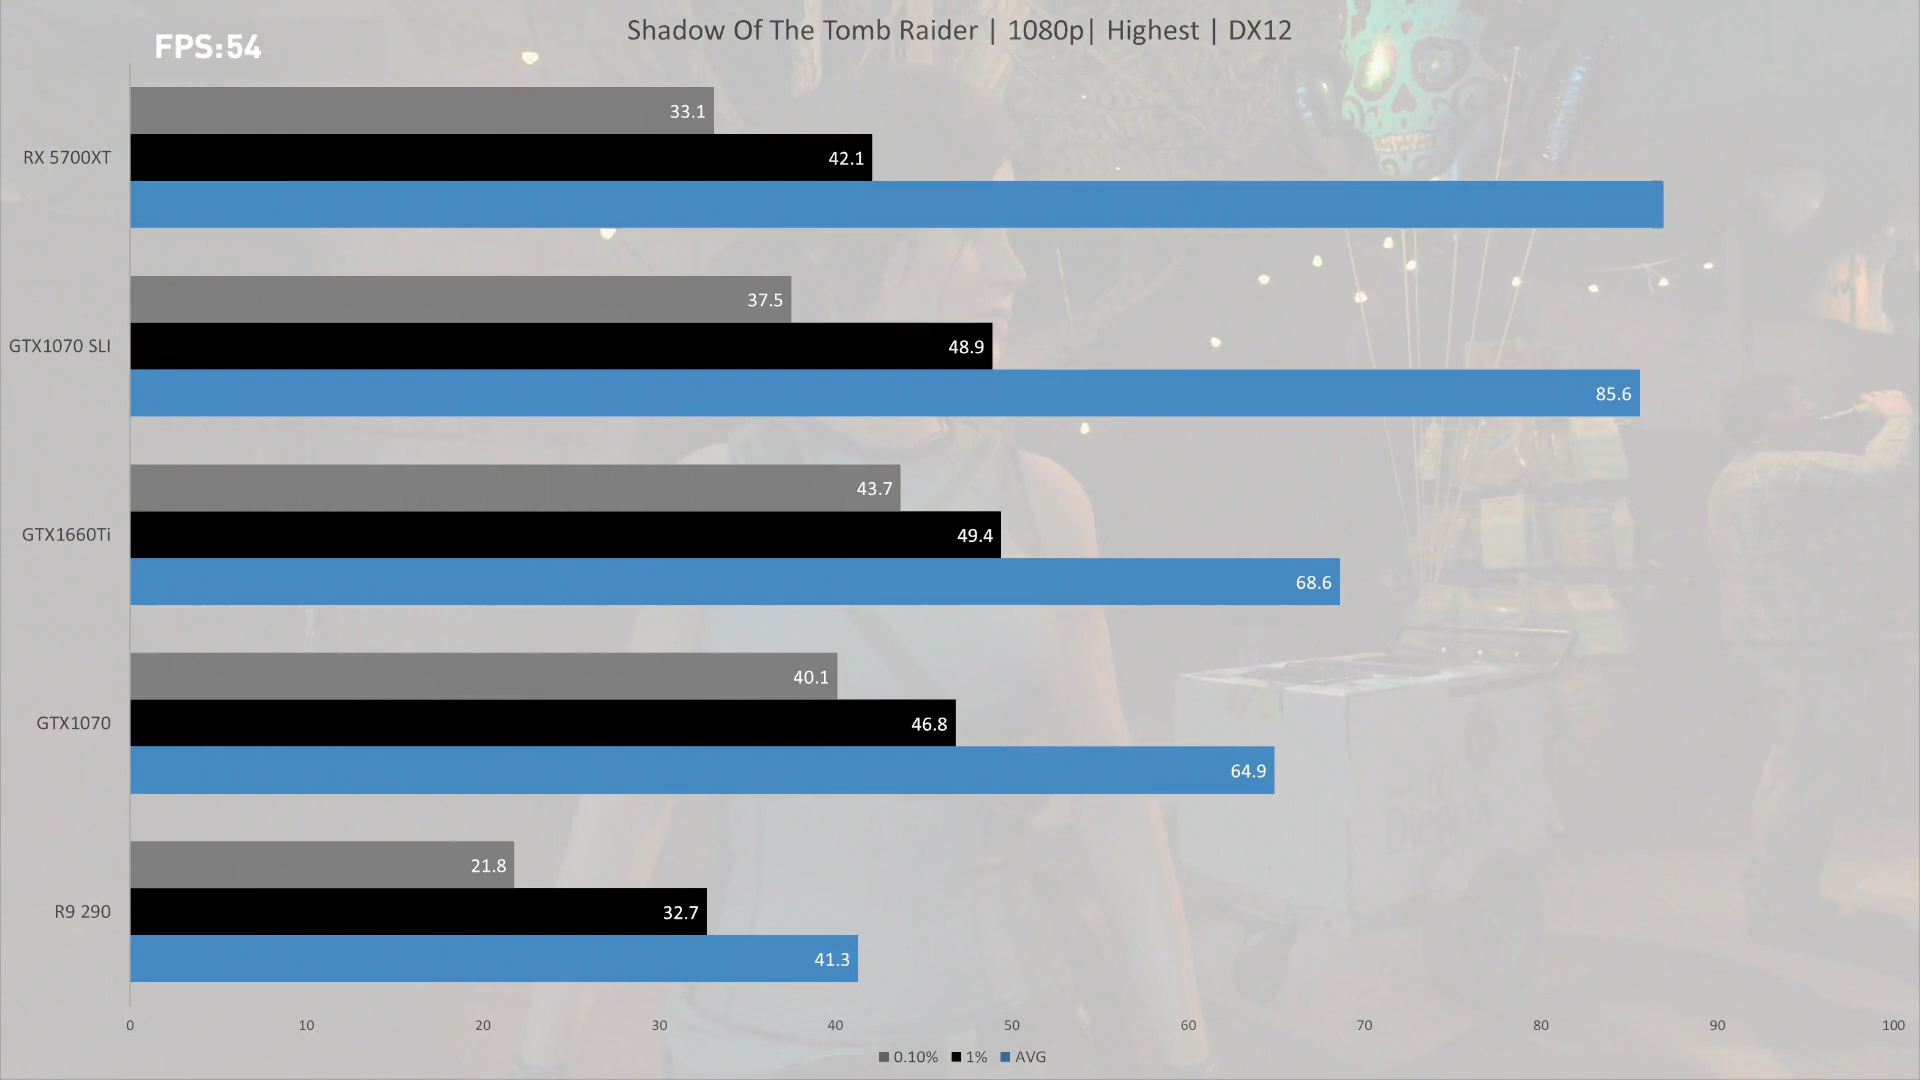 Shadow Of The Tomb Raider | 1080p| Highest | DX12
FPS:54
33.1
RX 5700XT
42.1
37.5
GTX1070 SLI
48.9
85.6
43.7
GTX1660Ti
49.4
68.6
40.1
GTX1070
46.8
64.9
21.8
R9 290
32.7
41.3
0 10 20 30 40 50 60 70 80 90 100
0.10% 1% AVG